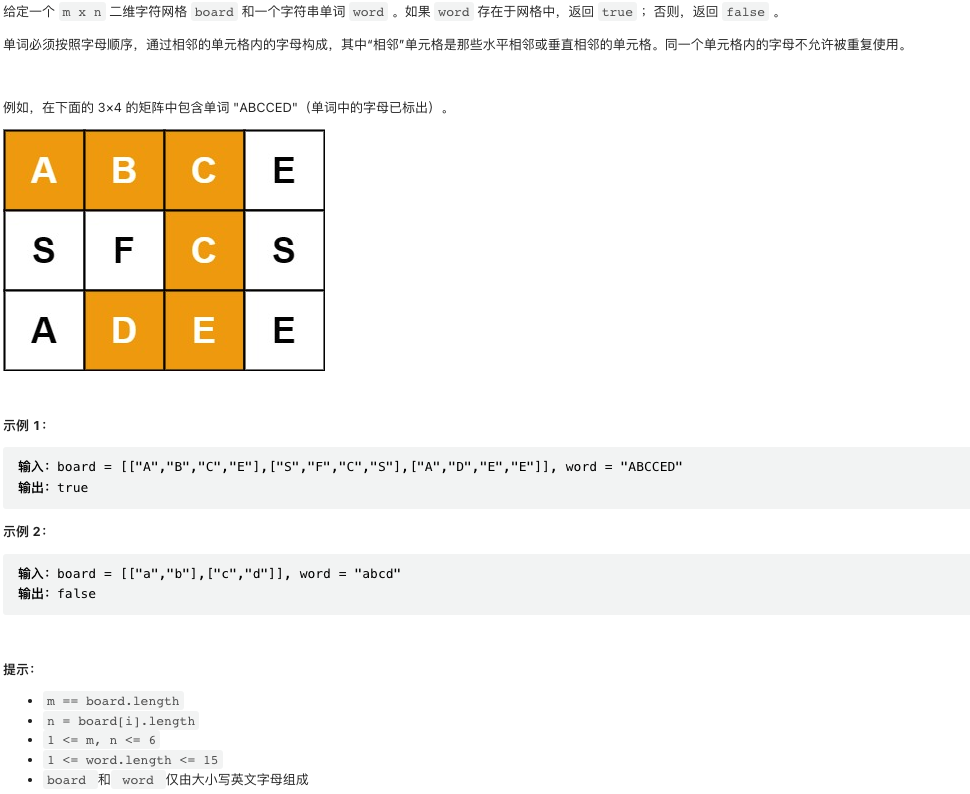 给定一个 m x n 二维字符网格 board 和一个字符串单词 word 。如果 word 存在于网格中，返回 true ；否则，返回 false 。
单词必须按照字母顺序，通过相邻的单元格内的字母构成，其中“相邻”单元格是那些水平相邻或垂直相邻的单元格。同一个单元格内的字母不允许被重复使用。
例如，在下面的 3×4 的矩阵中包含单词 "ABCCED"（单词中的字母已标出）。
A B C E
S F C S
A D E E
示例 1：
输入：board = [["A","B","C","E"],["S","F","C","S"],["A","D","E","E"]], word = "ABCCED"
输出：true
示例 2：
输入：board = [["a","b"],["c","d"]], word = "abcd"
输出：false
提示：
• m == board.length
• n = board[i].length
• 1 <= m, n <= 6
• 1 <= word.length <= 15
• board 和 word 仅由大小写英文字母组成